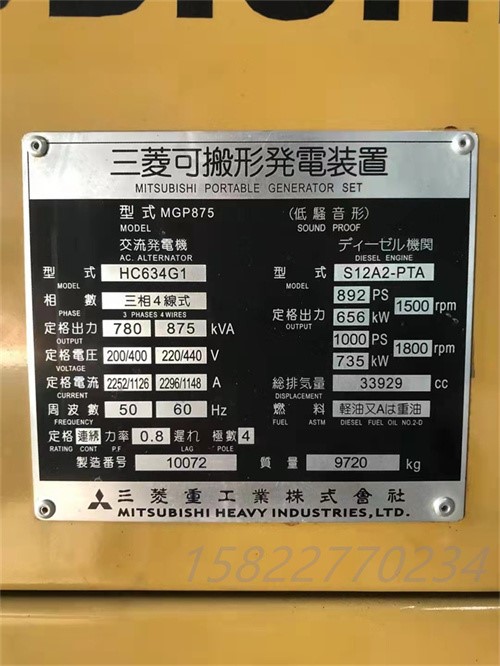 三菱可搬形発電装置
MITSUBISHI PORTABLE GENERATOR SET
型式 MGP875 (低騒音形)
MODEL SOUND PROOF
交流発電機 ディーゼル機関
AC. ALTERNATOR DIESEL ENGINE
型式 HC634G1 型式 S12A2-PTA
MODEL MODEL
相数 三相4線式 892 PS 1500 rpm
PHASE 3 PHASES 4 WIRES
定格出力 780 875 kVA 定格出力 656 kW
OUTPUT OUTPUT
1000 PS 1800 rpm
定格電圧 200/400 220/440 V 735 kW
VOLTAGE
定格電流 2252/1126 2296/1148 A 総排気量 33929 cc
CURRENT DISPLACEMENT
周波数 50 60 Hz 燃料 軽油又Aは重油
FREQUENCY FUEL ASTM DIESEL FUEL OIL NO.2-D
定格 連続 力率 0.8 遅れ 極數 4
RATING CONT P.F LAG POLE
製造番号 10072 質量 9720 kg
三菱重工業株式會社
MITSUBISHI HEAVY INDUSTRIES, LTD.
15822770234